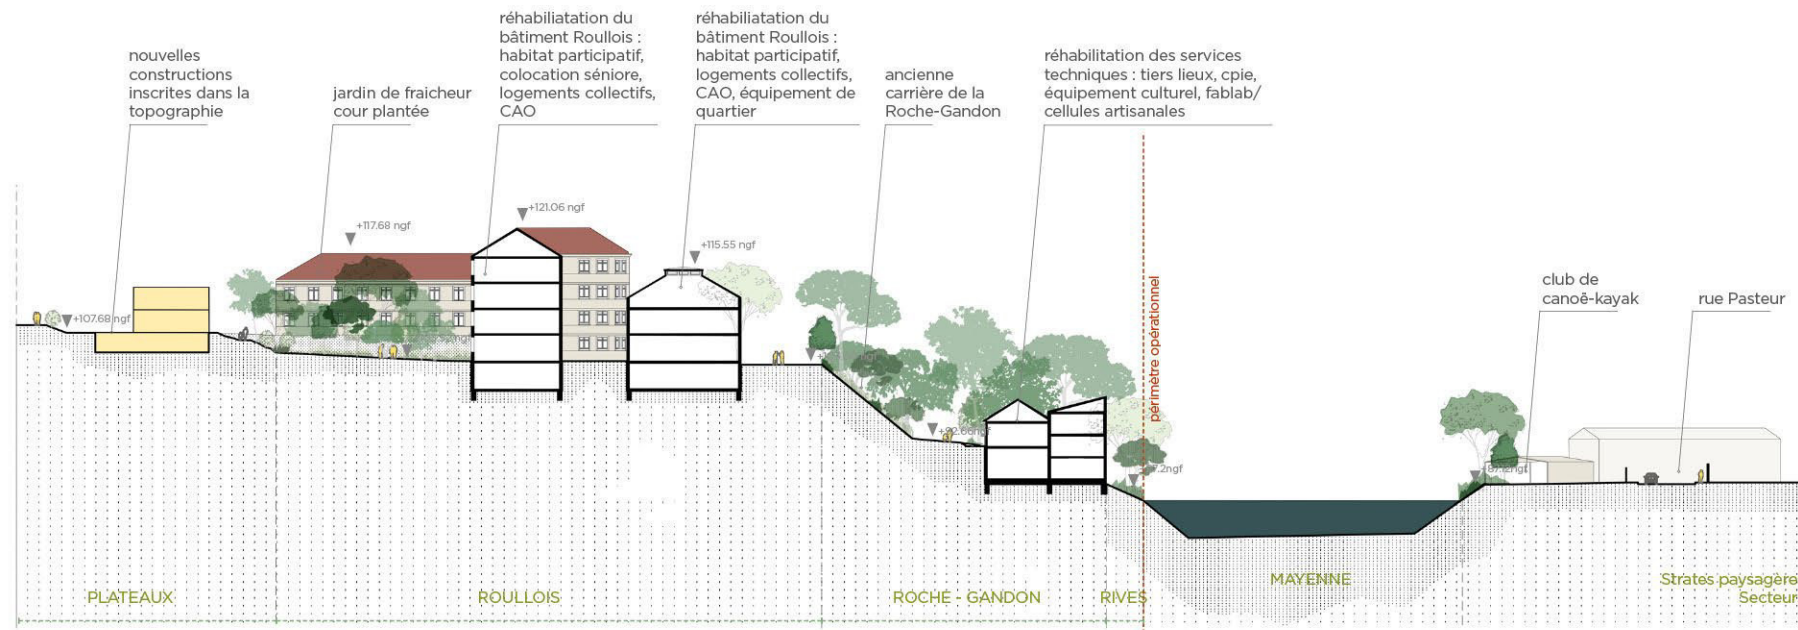 nouvelles
constructions
inscrites dans la
topographie
jardin de fraicheur
cour plantée
réhabiliatation du
bâtiment Roullois :
habitat participatif,
colocation séniore,
logements collectifs,
CAO
réhabiliatation du
bâtiment Roullois :
habitat participatif,
logements collectifs,
CAO, équipement de
quartier
ancienne
carrière de la
Roche-Gandon
réhabilitation des services
techniques : tiers lieux, cpie,
équipement culturel, fablab/
cellules artisanales
+107.68 ngf
+117.68 ngf
+121.06 ngf
+115.55 ngf
périmètre opérationnel
club de
canoë-kayak
rue Pasteur
PLATEAUX
ROULLOIS
ROCHE - GANDON
RIVES
MAYENNE
Strates paysagère
Secteur